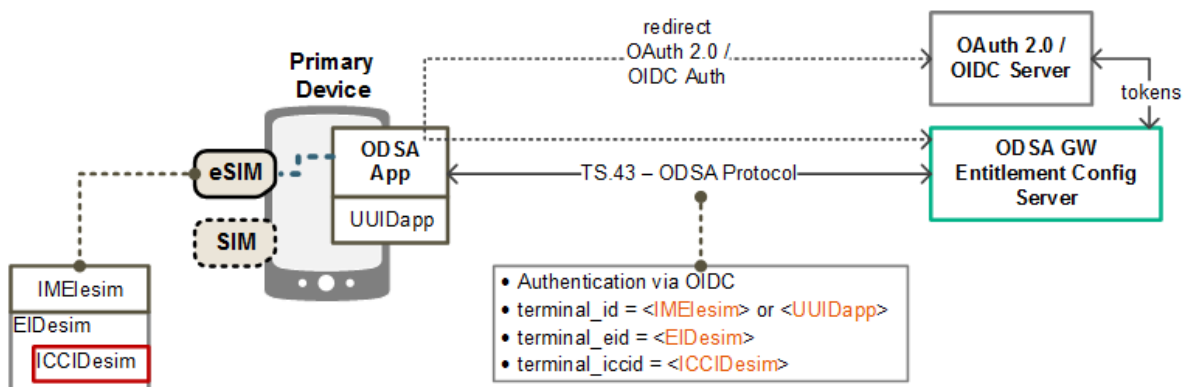 redirect
OAuth 2.0 /
OIDC Auth
OAuth 2.0 /
OIDC Server
tokens
Primary
Device
eSIM
SIM
ODSA
App
UUIDapp
TS.43 – ODSA Protocol
ODSA GW
Entitlement Config
Server
IMEIesim
EIDesim
ICCIDesim
• Authentication via OIDC
• terminal_id = <IMEIesim> or <UUIDapp>
• terminal_eid = <EIDesim>
• terminal_iccid = <ICCIDesim>